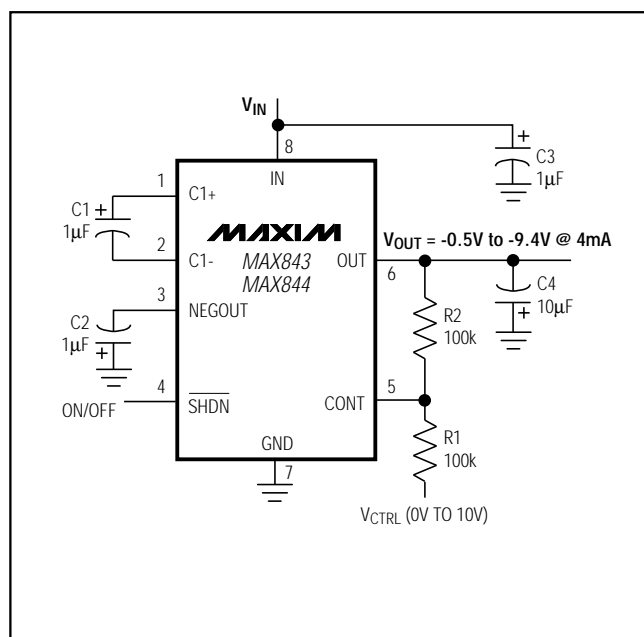 VIN
8
IN
C3
1µF
1
C1+
C1
1µF
MAXIM
VOUT = -0.5V to -9.4V @ 4mA
2
C1-
MAX843
MAX844
OUT
6
C4
10µF
3
NEGOUT
R2
100k
C2
1µF
4
ON/OFF
SHDN
CONT
5
R1
100k
GND
7
VCTRL (0V TO 10V)